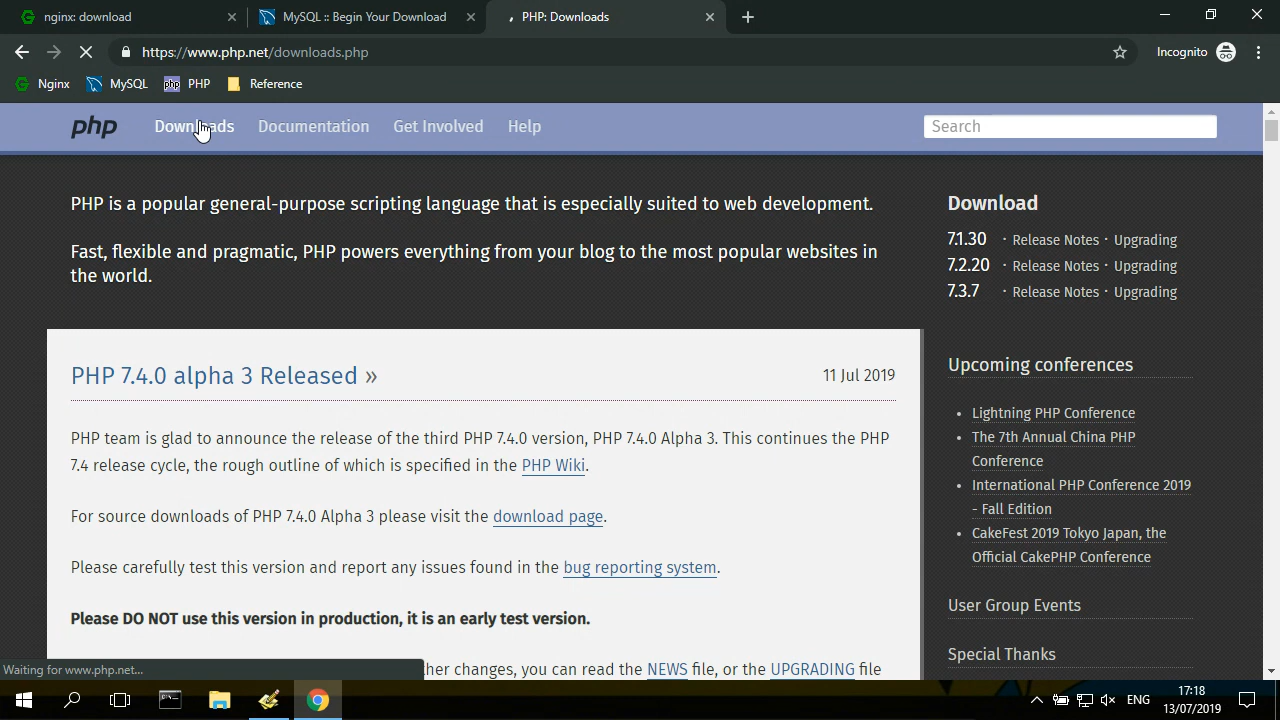 nginx: download
MySQL :: Begin Your Download
PHP: Downloads
https://www.php.net/downloads.php
Incognito
Nginx
MySQL
php PHP
Reference
php
Downloads
Documentation
Get Involved
Help
Search
PHP is a popular general-purpose scripting language that is especially suited to web development.
Fast, flexible and pragmatic, PHP powers everything from your blog to the most popular websites in
the world.
Download
7.1.30 · Release Notes · Upgrading
7.2.20 · Release Notes · Upgrading
7.3.7 · Release Notes · Upgrading
PHP 7.4.0 alpha 3 Released »
11 Jul 2019
PHP team is glad to announce the release of the third PHP 7.4.0 version, PHP 7.4.0 Alpha 3. This continues the PHP
7.4 release cycle, the rough outline of which is specified in the PHP Wiki.
For source downloads of PHP 7.4.0 Alpha 3 please visit the download page.
Please carefully test this version and report any issues found in the bug reporting system.
Please DO NOT use this version in production, it is an early test version.
ther changes, you can read the NEWS file, or the UPGRADING file
Upcoming conferences
• Lightning PHP Conference
• The 7th Annual China PHP
Conference
• International PHP Conference 2019
- Fall Edition
• CakeFest 2019 Tokyo Japan, the
Official CakePHP Conference
User Group Events
Special Thanks
Waiting for www.php.net...
ENG
17:18
13/07/2019